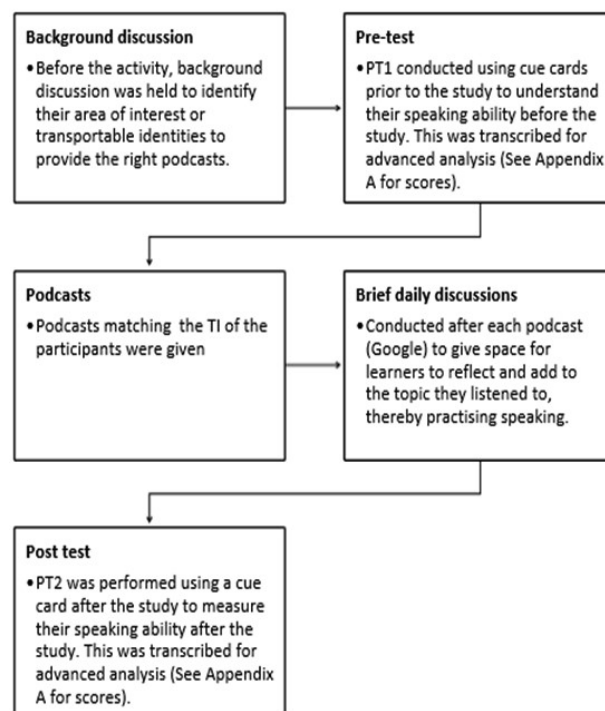 Background discussion
•Before the activity, background
discussion was held to identify
their area of interest or
transportable identities to
provide the right podcasts.
Pre-test
•PT1 conducted using cue cards
prior to the study to understand
their speaking ability before the
study. This was transcribed for
advanced analysis (See Appendix
A for scores).
Podcasts
•Podcasts matching the TI of the
participants were given
Brief daily discussions
•Conducted after each podcast
(Google) to give space for
learners to reflect and add to
the topic they listened to,
thereby practising speaking.
Post test
•PT2 was performed using a cue
card after the study to measure
their speaking ability after the
study. This was transcribed for
advanced analysis (See Appendix
A for scores).